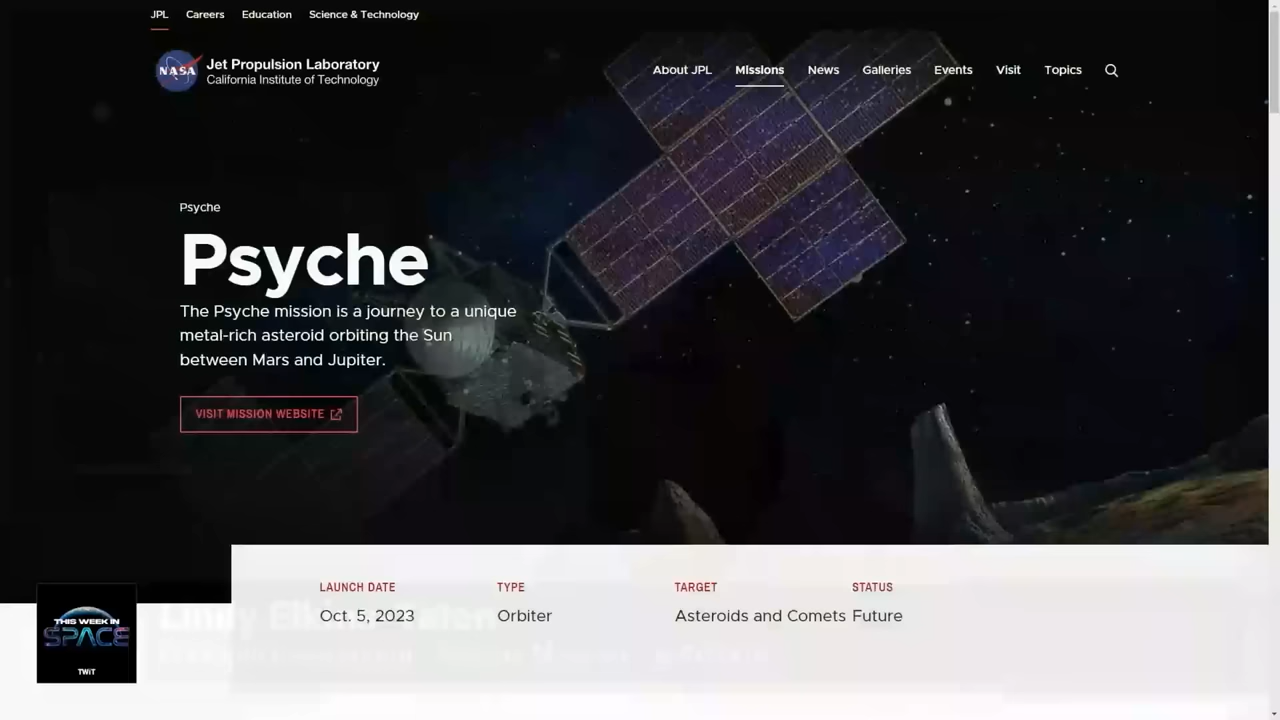 JPL Careers Education Science & Technology
NASA
Jet Propulsion Laboratory
California Institute of Technology
About JPL Missions News Galleries Events Visit Topics
Psyche
Psyche
The Psyche mission is a journey to a unique
metal-rich asteroid orbiting the Sun
between Mars and Jupiter.
VISIT MISSION WEBSITE
LAUNCH DATE TYPE TARGET STATUS
Oct. 5, 2023 Orbiter Asteroids and Comets Future
THIS WEEK IN
SPACE
TWiT